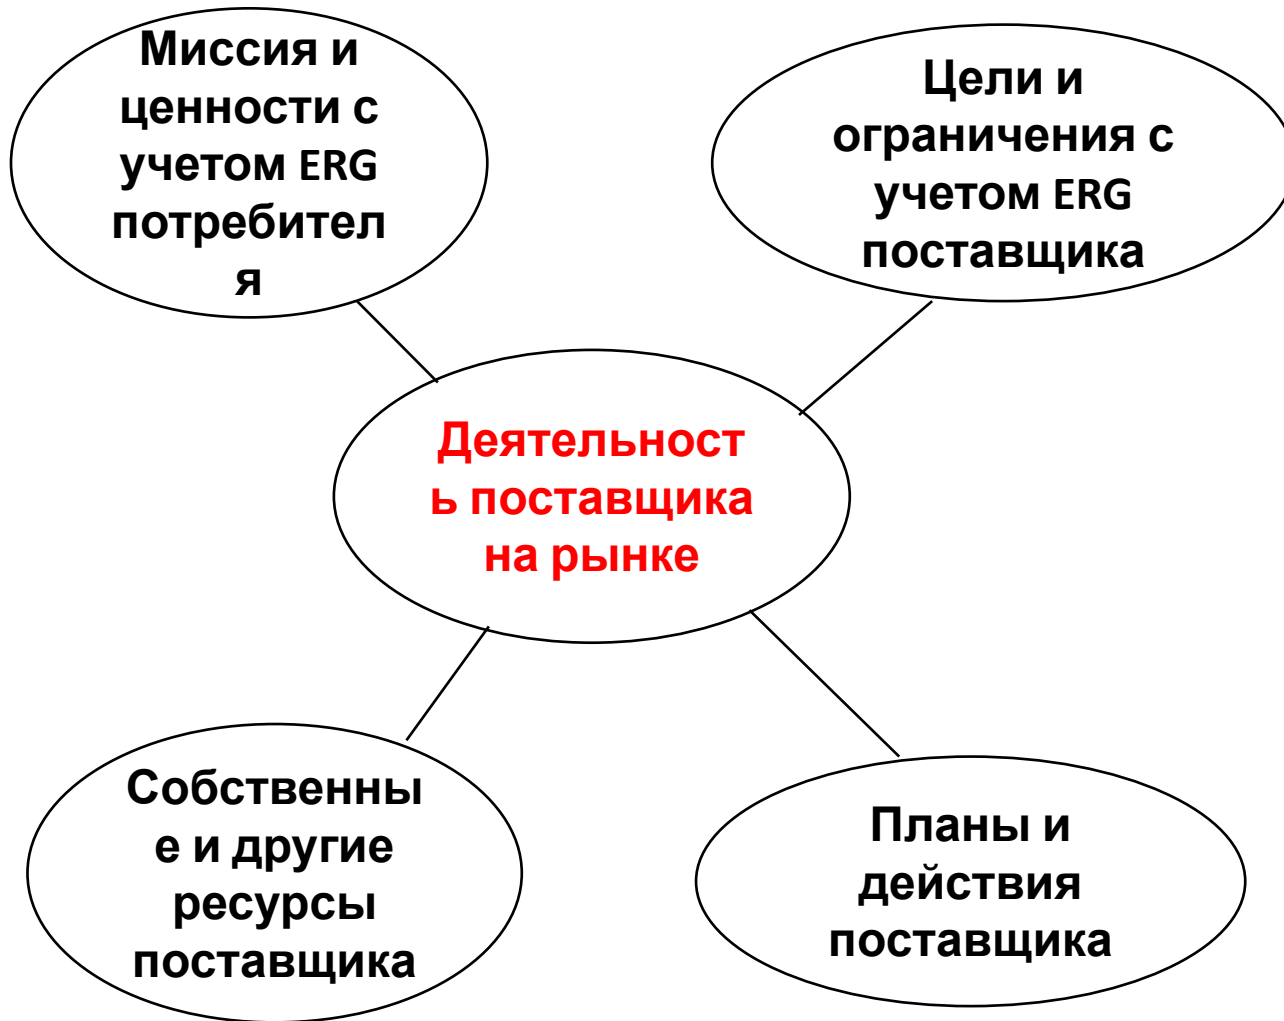 Миссия и
ценности с
учетом ERG
потребител
я
Цели и
ограничения с
учетом ERG
поставщика
Деятельност
ь поставщика
на рынке
Собственны
е и другие
ресурсы
поставщика
Планы и
действия
поставщика